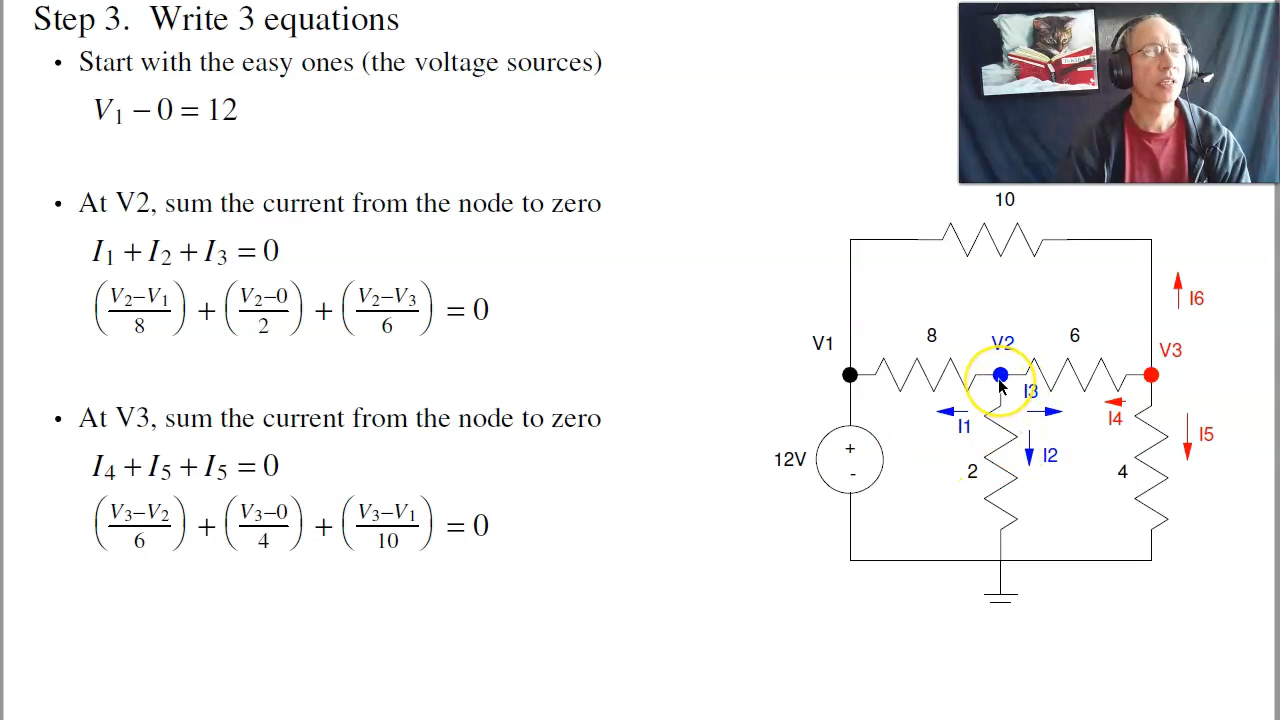 Step 3. Write 3 equations
• Start with the easy ones (the voltage sources)
V₁ − 0 = 12
• At V2, sum the current from the node to zero
I₁ + I₂ + I₃ = 0
((V₂−V₁)/8) + ((V₂−0)/2) + ((V₂−V₃)/6) = 0
• At V3, sum the current from the node to zero
I₄ + I₅ + I₅ = 0
((V₃−V₂)/6) + ((V₃−0)/4) + ((V₃−V₁)/10) = 0
10
I6
V1
8
V2
6
V3
I3
I1
I4
I5
I2
12V
+
-
2
4